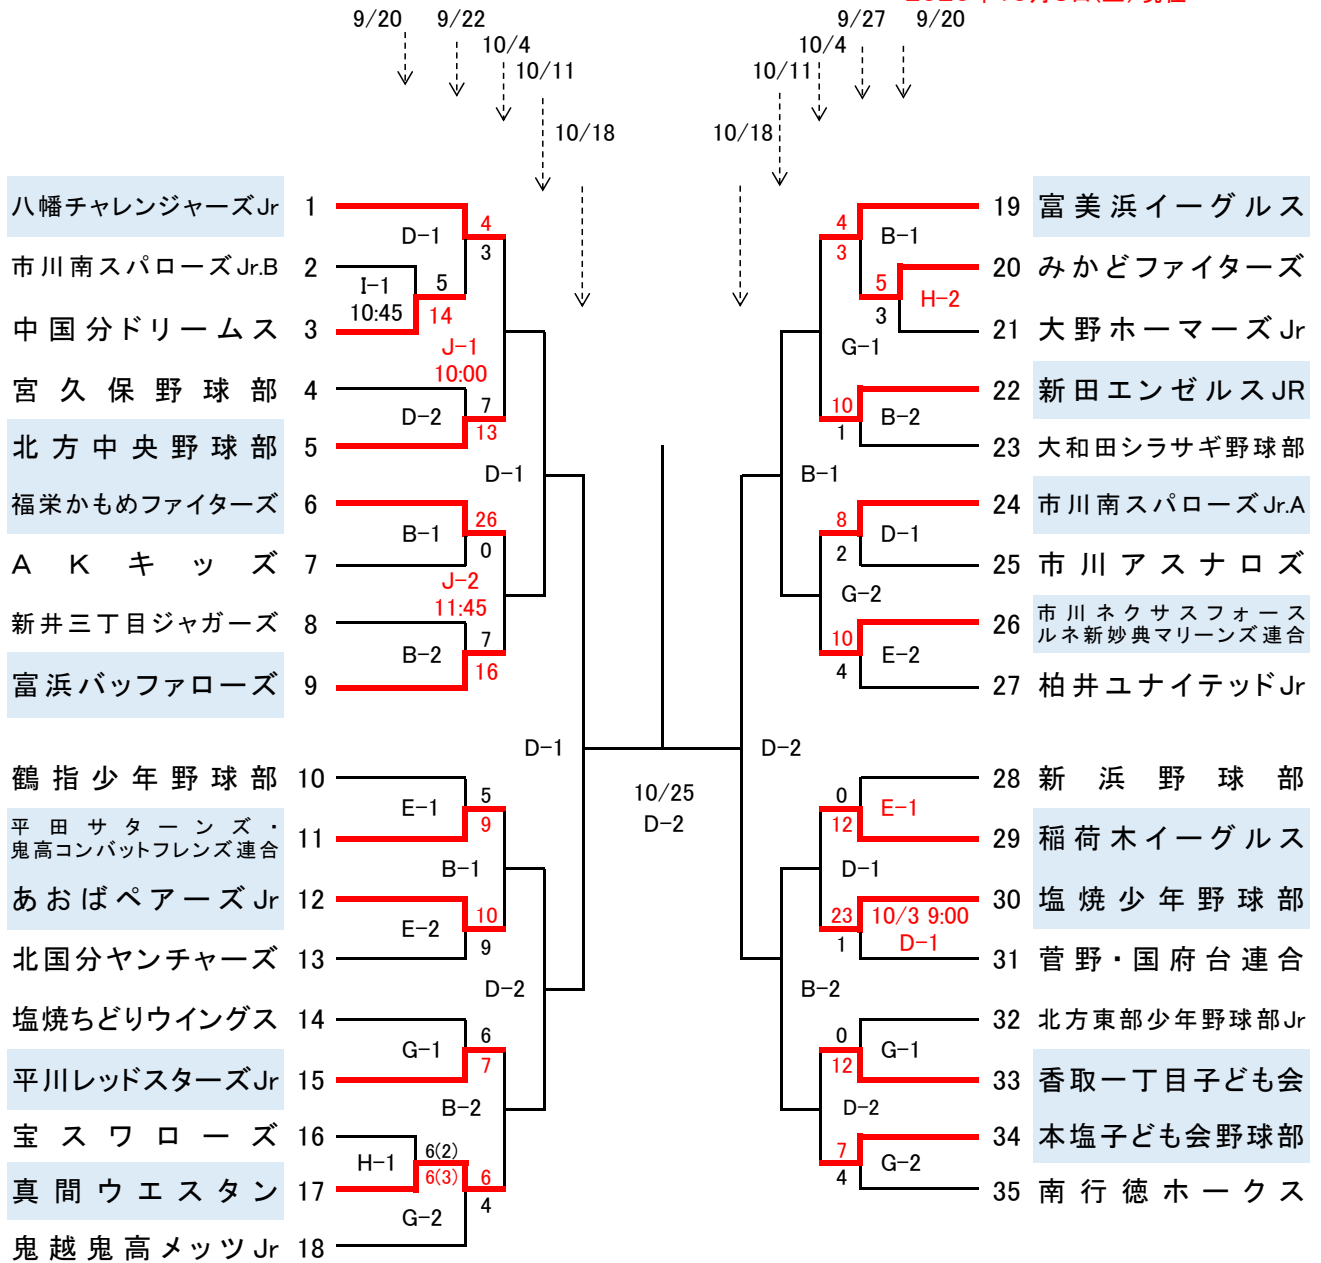 9/20
9/22
10/4
10/11
10/18
9/27
9/20
10/4
10/11
10/18
八幡チャレンジャーズJr 1
D-1
4
3
市川南スパローズJr.B 2
I-1
10:45
5
14
中国分ドリームス 3
J-1
10:00
宮久保野球部 4
D-2
7
13
北方中央野球部 5
D-1
福栄かもめファイターズ 6
B-1
26
0
AKキッズ 7
J-2
11:45
新井三丁目ジャガーズ 8
B-2
7
16
富浜バッファローズ 9
D-1
鶴指少年野球部 10
E-1
5
9
平田サターンズ・
鬼高コンバットフレンズ連合
11
B-1
あおばペアーズJr 12
E-2
10
9
北国分ヤンチャーズ 13
D-2
塩焼ちどりウイングス 14
G-1
6
7
平川レッドスターズJr 15
B-2
宝スワローズ 16
H-1
6(2)
6(3)
真間ウエスタン 17
G-2
6
4
鬼越鬼高メッツJr 18
10/25
D-2
19 富美浜イーグルス
4
3
B-1
20 みかどファイターズ
5
3
H-2
21 大野ホーマーズJr
G-1
22 新田エンゼルスJR
10
1
B-2
23 大和田シラサギ野球部
B-1
24 市川南スパローズJr.A
8
2
D-1
25 市川アスナロズ
G-2
26
市川ネクサスフォース
ルネ新妙典マリーンズ連合
10
4
E-2
27 柏井ユナイテッドJr
D-2
28 新浜野球部
0
12
E-1
29 稲荷木イーグルス
D-1
30 塩焼少年野球部
23
1
10/3 9:00
D-1
31 菅野・国府台連合
B-2
32 北方東部少年野球部Jr
0
12
G-1
33 香取一丁目子ども会
D-2
34 本塩子ども会野球部
7
4
G-2
35 南行徳ホークス